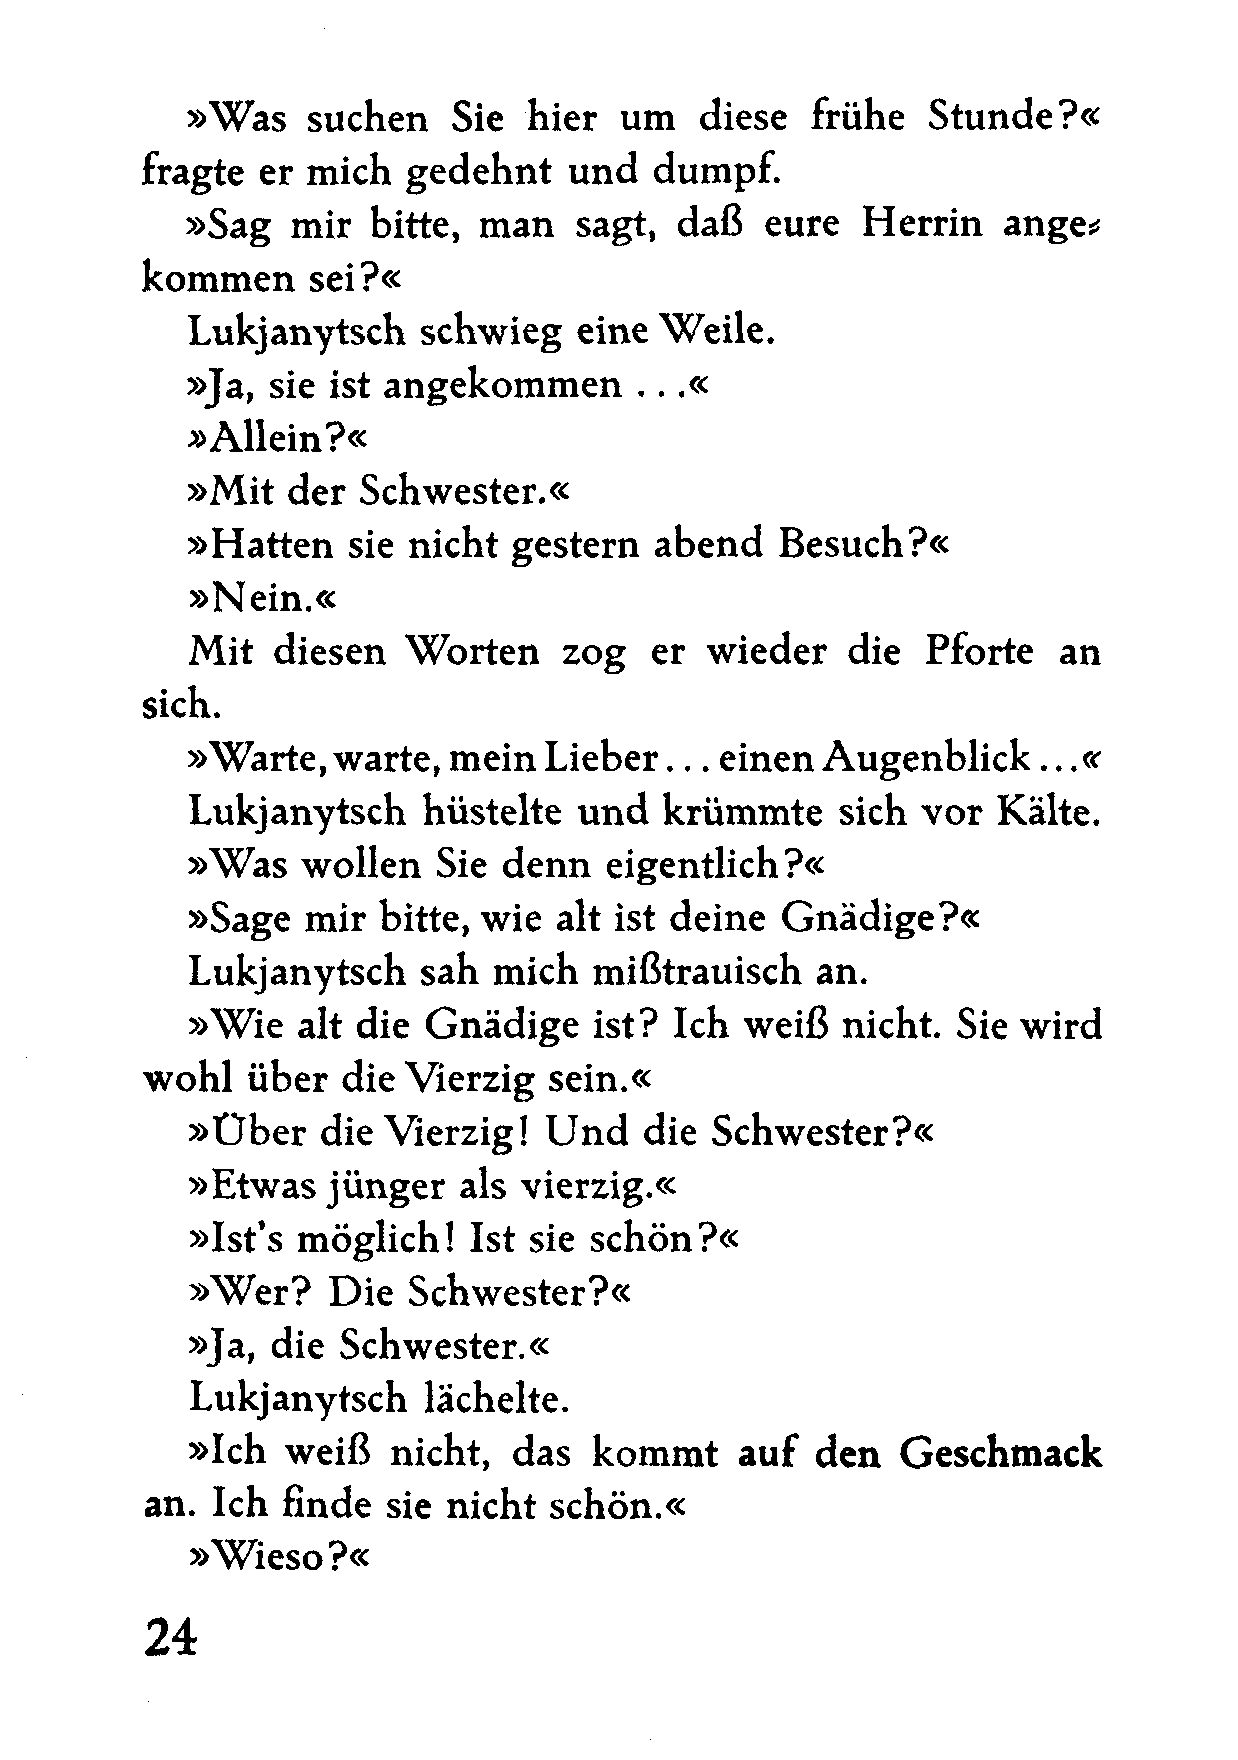 »Was suchen Sie hier um diese frühe Stunde?«
fragte er mich gedehnt und dumpf.
»Sag mir bitte, man sagt, daß eure Herrin ange⸗
kommen sei?«
Lukjanytsch schwieg eine Weile.
»Ja, sie ist angekommen . . .«
»Allein?«
»Mit der Schwester.«
»Hatten sie nicht gestern abend Besuch?«
»Nein.«
Mit diesen Worten zog er wieder die Pforte an
sich.
»Warte, warte, mein Lieber . . . einen Augenblick . . .«
Lukjanytsch hüstelte und krümmte sich vor Kälte.
»Was wollen Sie denn eigentlich?«
»Sage mir bitte, wie alt ist deine Gnädige?«
Lukjanytsch sah mich mißtrauisch an.
»Wie alt die Gnädige ist? Ich weiß nicht. Sie wird
wohl über die Vierzig sein.«
»Über die Vierzig! Und die Schwester?«
»Etwas jünger als vierzig.«
»Ist's möglich! Ist sie schön?«
»Wer? Die Schwester?«
»Ja, die Schwester.«
Lukjanytsch lächelte.
»Ich weiß nicht, das kommt auf den Geschmack
an. Ich finde sie nicht schön.«
»Wieso?«
24